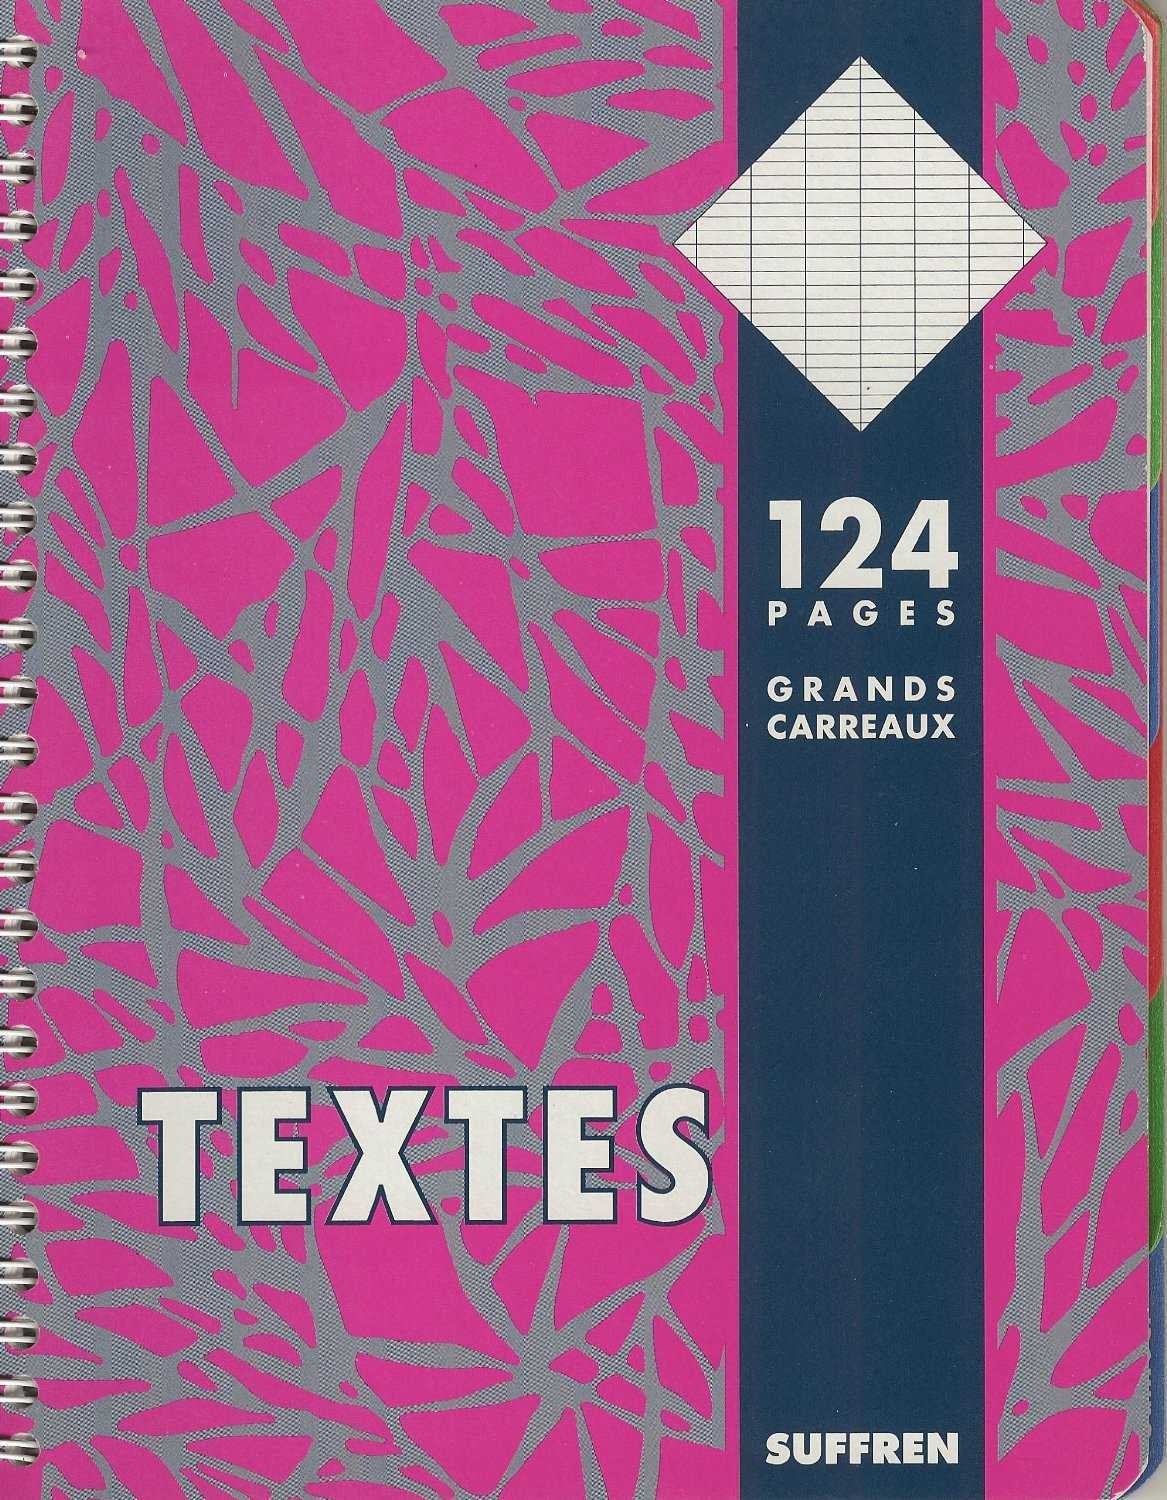 124
PAGES
GRANDS
CARREAUX
TEXTES
SUFFREN